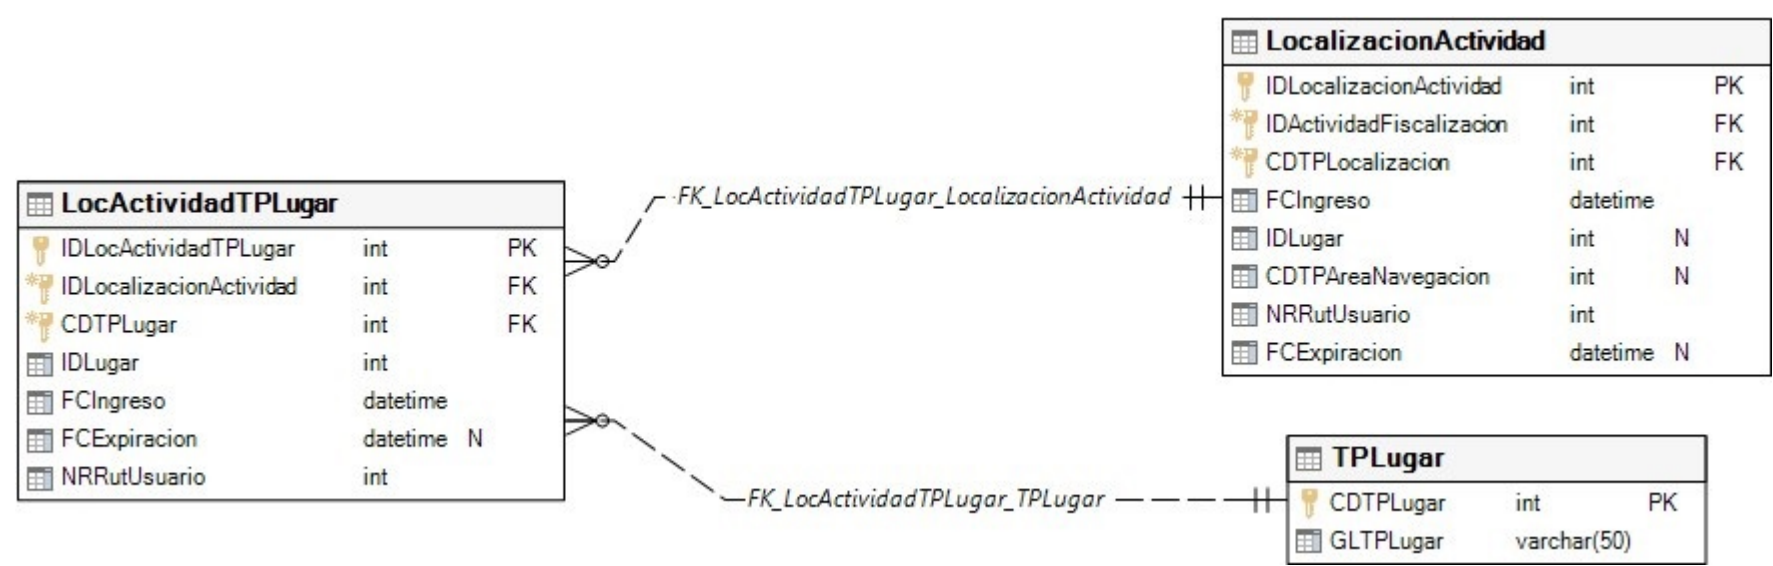 LocalizacionActividad
IDLocalizacionActividad int PK
IDActividadFiscalizacion int FK
CDTPLocalizacion int FK
FCIngreso datetime
IDLugar int N
CDTPAreaNavegacion int N
NRRutUsuario int
FCExpiracion datetime N
LocActividadTPLugar
IDLocActividadTPLugar int PK
IDLocalizacionActividad int FK
CDTPLugar int FK
IDLugar int
FCIngreso datetime
FCExpiracion datetime N
NRRutUsuario int
FK_LocActividadTPLugar_LocalizacionActividad
FK_LocActividadTPLugar_TPLugar
TPLugar
CDTPLugar int PK
GLTPLugar varchar(50)